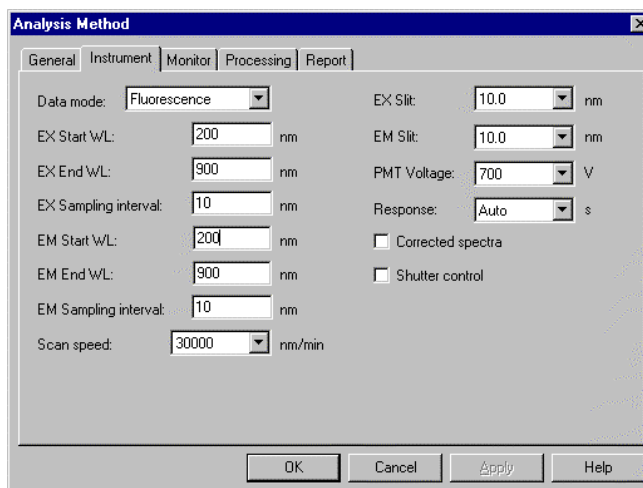 Analysis Method
General Instrument Monitor Processing Report
Data mode: Fluorescence
EX Start WL: 200 nm
EX End WL: 900 nm
EX Sampling interval: 10 nm
EM Start WL: 200 nm
EM End WL: 900 nm
EM Sampling interval: 10 nm
Scan speed: 30000 nm/min
EX Slit: 10.0 nm
EM Slit: 10.0 nm
PMT Voltage: 700 V
Response: Auto s
Corrected spectra
Shutter control
OK Cancel Apply Help